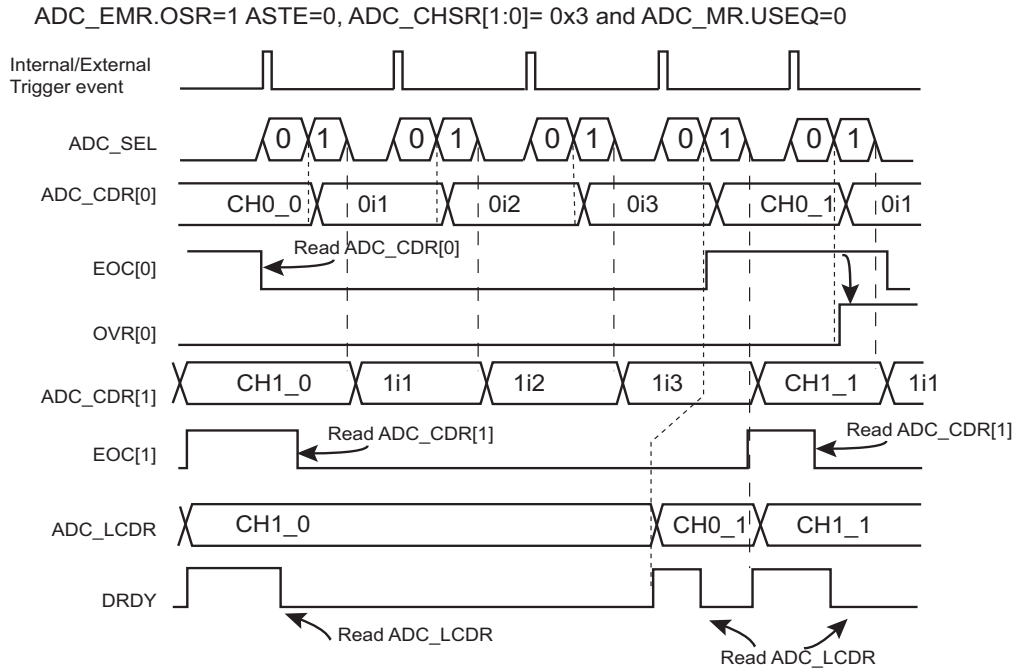 ADC_EMR.OSR=1 ASTE=0, ADC_CHSR[1:0]= 0x3 and ADC_MR.USEQ=0
Internal/External
Trigger event
ADC_SEL
0 1 0 1 0 1 0 1 0 1
ADC_CDR[0]
CH0_0 0i1 0i2 0i3 CH0_1 0i1
Read ADC_CDR[0]
EOC[0]
OVR[0]
ADC_CDR[1]
CH1_0 1i1 1i2 1i3 CH1_1 1i1
Read ADC_CDR[1]
Read ADC_CDR[1]
EOC[1]
ADC_LCDR
CH1_0 CH0_1 CH1_1
DRDY
Read ADC_LCDR
Read ADC_LCDR